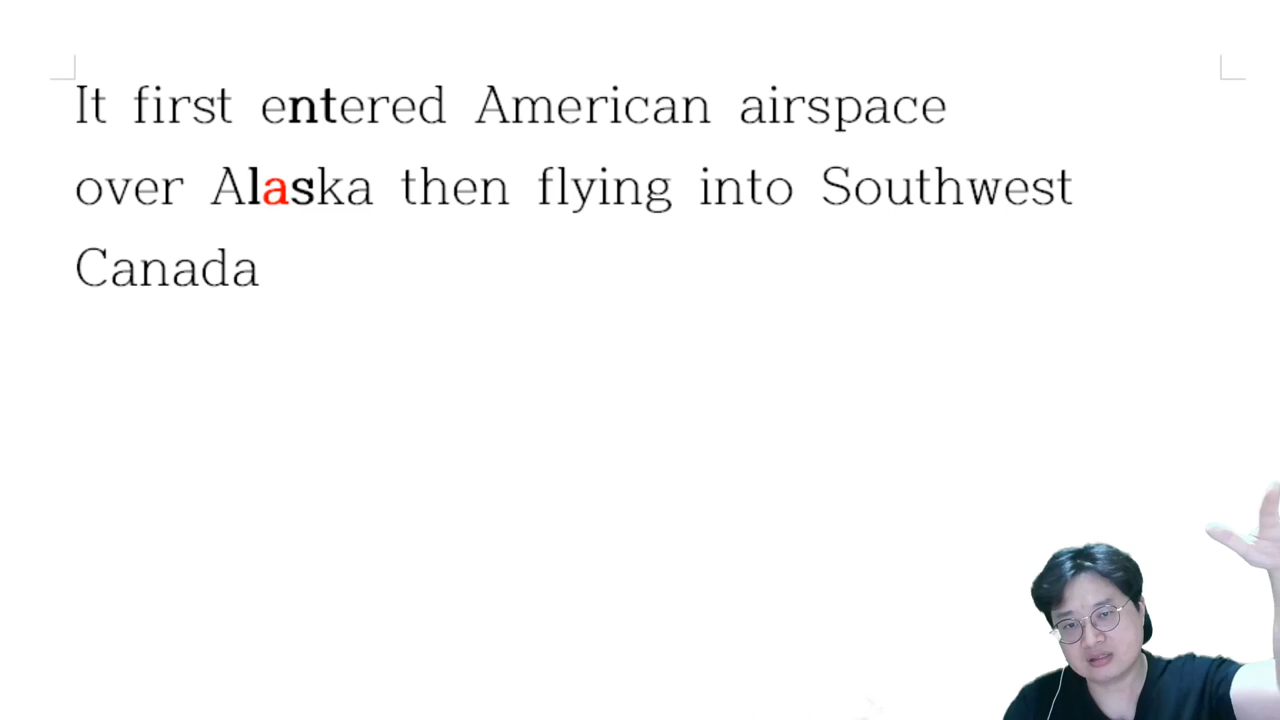 It first entered American airspace
over Alaska then flying into Southwest
Canada